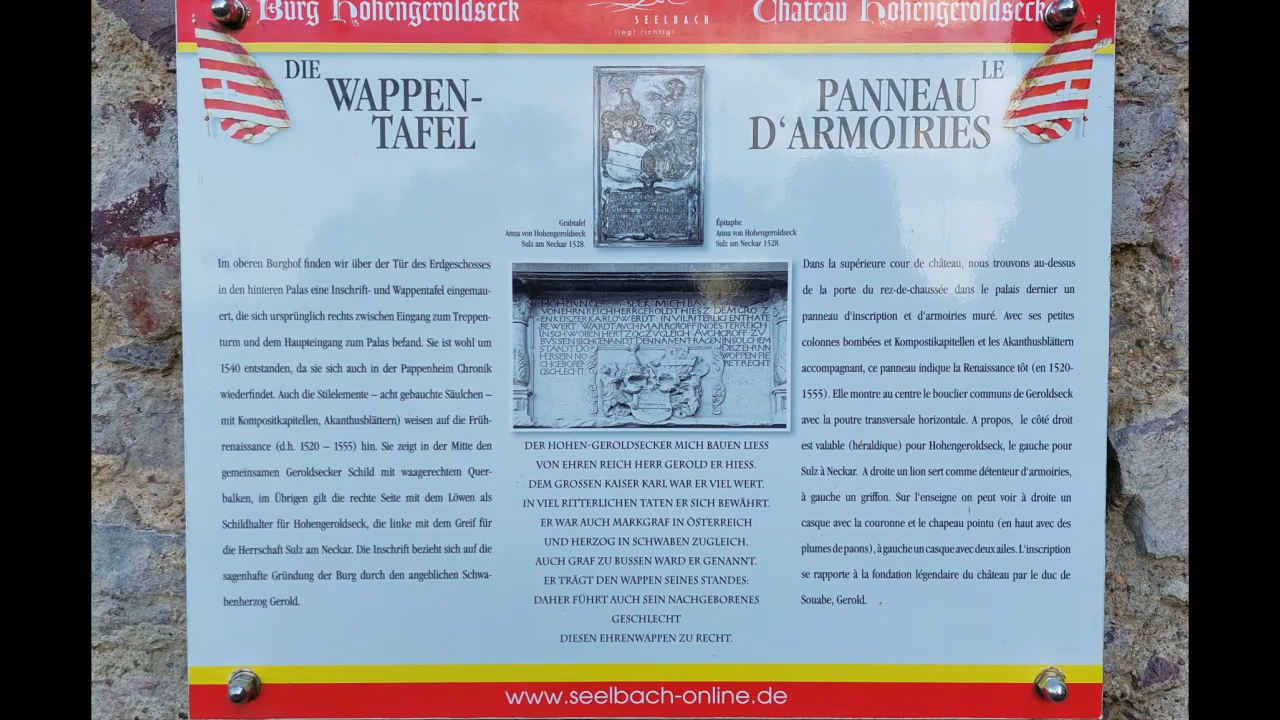 Burg Hohengeroldseck
SEELBACH
... liegt richtig!
Château Hohengeroldseck
DIE
WAPPEN-
TAFEL
LE
PANNEAU
D'ARMOIRIES
Grabtafel
Anna von Hohengeroldseck
Sulz am Neckar 1528.
Épitaphe
Anna von Hohengeroldseck
Sulz am Neckar 1528.
Im oberen Burghof finden wir über der Tür des Erdgeschosses
in den hinteren Palas eine Inschrift- und Wappentafel eingemau-
ert, die sich ursprünglich rechts zwischen Eingang zum Treppen-
turm und dem Haupteingang zum Palas befand. Sie ist wohl um
1540 entstanden, da sie sich auch in der Pappenheim Chronik
wiederfindet. Auch die Stilelemente – acht gebauchte Säulchen –
mit Kompositkapitellen, Akanthusblättern) weisen auf die Früh-
renaissance (d.h. 1520 – 1555) hin. Sie zeigt in der Mitte den
gemeinsamen Geroldsecker Schild mit waagerechtem Quer-
balken, im Übrigen gilt die rechte Seite mit dem Löwen als
Schildhalter für Hohengeroldseck, die linke mit dem Greif für
die Herrschaft Sulz am Neckar. Die Inschrift bezieht sich auf die
sagenhafte Gründung der Burg durch den angeblichen Schwa-
benherzog Gerold.
DER HOHEN-GEROLDSECKER MICH BAUEN LIESS
VON EHREN REICH HERR GEROLD ER HIESS.
DEM GROSSEN KAISER KARL WAR ER VIEL WERT.
IN VIEL RITTERLICHEN TATEN ER SICH BEWÄHRT.
ER WAR AUCH MARKGRAF IN ÖSTERREICH
UND HERZOG IN SCHWABEN ZUGLEICH.
AUCH GRAF ZU BUSSEN WARD ER GENANNT.
ER TRÄGT DEN WAPPEN SEINES STANDES:
DAHER FÜHRT AUCH SEIN NACHGEBORENES
GESCHLECHT
DIESEN EHRENWAPPEN ZU RECHT.
Dans la supérieure cour de château, nous trouvons au-dessus
de la porte du rez-de-chaussée dans le palais dernier un
panneau d'inscription et d'armoiries muré. Avec ses petites
colonnes bombées et Kompostikapitellen et les Akanthusblättern
accompagnant, ce panneau indique la Renaissance tôt (en 1520-
1555). Elle montre au centre le bouclier communs de Geroldseck
avec la poutre transversale horizontale. A propos, le côté droit
est valable (héraldique) pour Hohengeroldseck, le gauche pour
Sulz à Neckar. A droite un lion sert comme détenteur d'armoiries,
à gauche un griffon. Sur l'enseigne on peut voir à droite un
casque avec la couronne et le chapeau pointu (en haut avec des
plumes de paons), à gauche un casque avec deux ailes. L'inscription
se rapporte à la fondation légendaire du château par le duc de
Souabe, Gerold.
www.seelbach-online.de